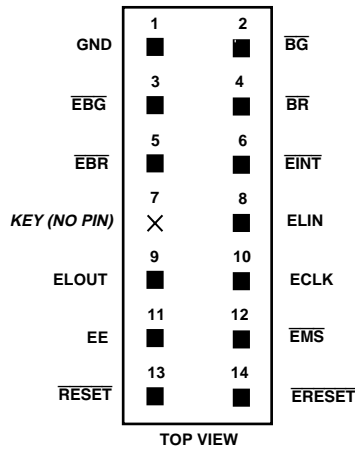 1 2
GND BG
3 4
EBG BR
5 6
EBR EINT
7 8
KEY (NO PIN) ELIN
9 10
ELOUT ECLK
11 12
EE EMS
13 14
RESET ERESET
TOP VIEW